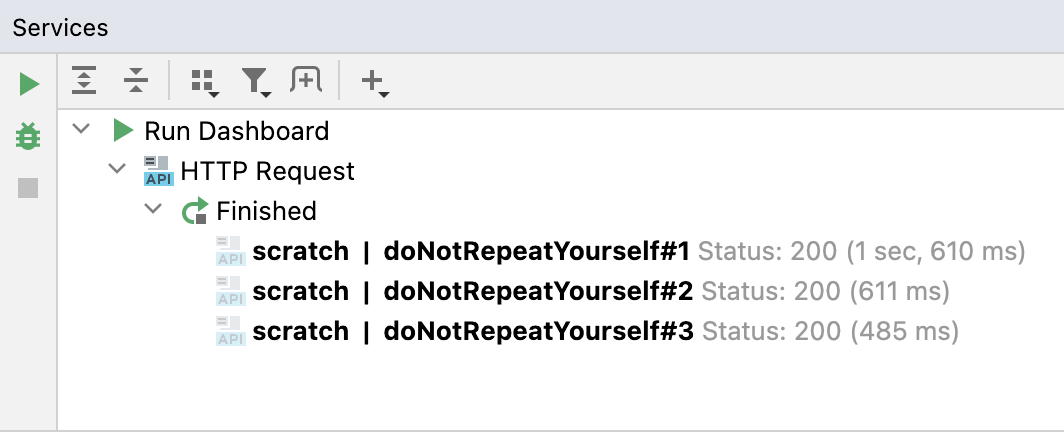 Services
Run Dashboard
API HTTP Request
Finished
API scratch | doNotRepeatYourself#1 Status: 200 (1 sec, 610 ms)
API scratch | doNotRepeatYourself#2 Status: 200 (611 ms)
API scratch | doNotRepeatYourself#3 Status: 200 (485 ms)